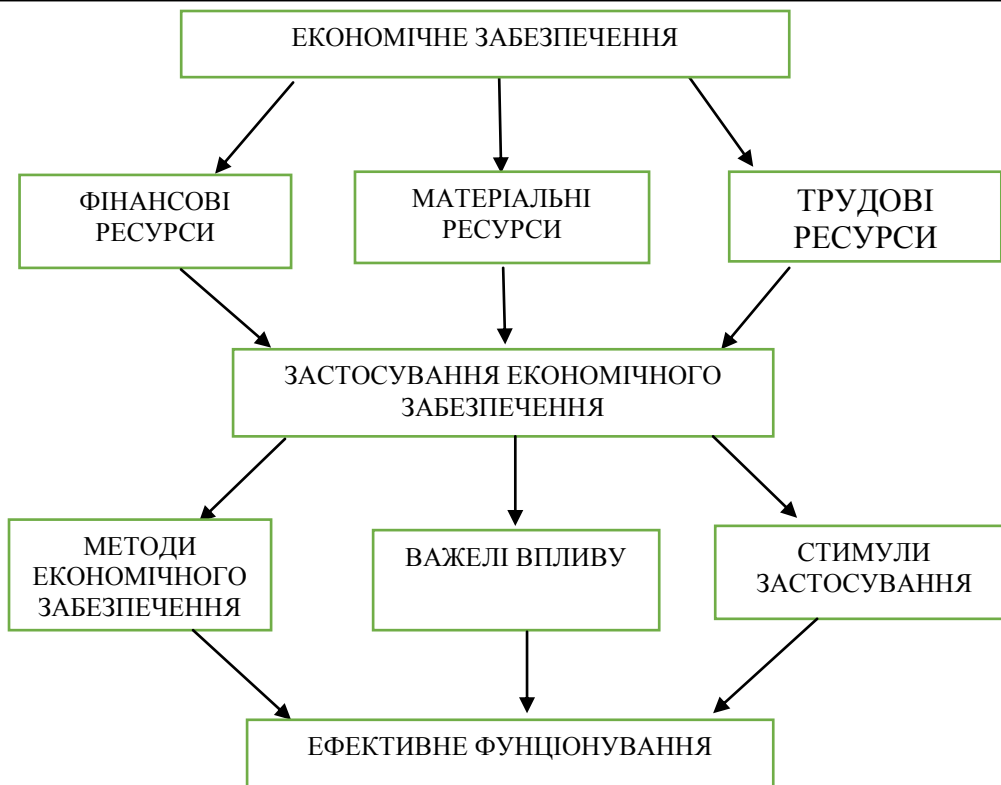 ЕКОНОМІЧНЕ ЗАБЕЗПЕЧЕННЯ
ФІНАНСОВІ
РЕСУРСИ
МАТЕРІАЛЬНІ
РЕСУРСИ
ТРУДОВІ
РЕСУРСИ
ЗАСТОСУВАННЯ ЕКОНОМІЧНОГО
ЗАБЕЗПЕЧЕННЯ
МЕТОДИ
ЕКОНОМІЧНОГО
ЗАБЕЗПЕЧЕННЯ
ВАЖЕЛІ ВПЛИВУ
СТИМУЛИ
ЗАСТОСУВАННЯ
ЕФЕКТИВНЕ ФУНЦІОНУВАННЯ